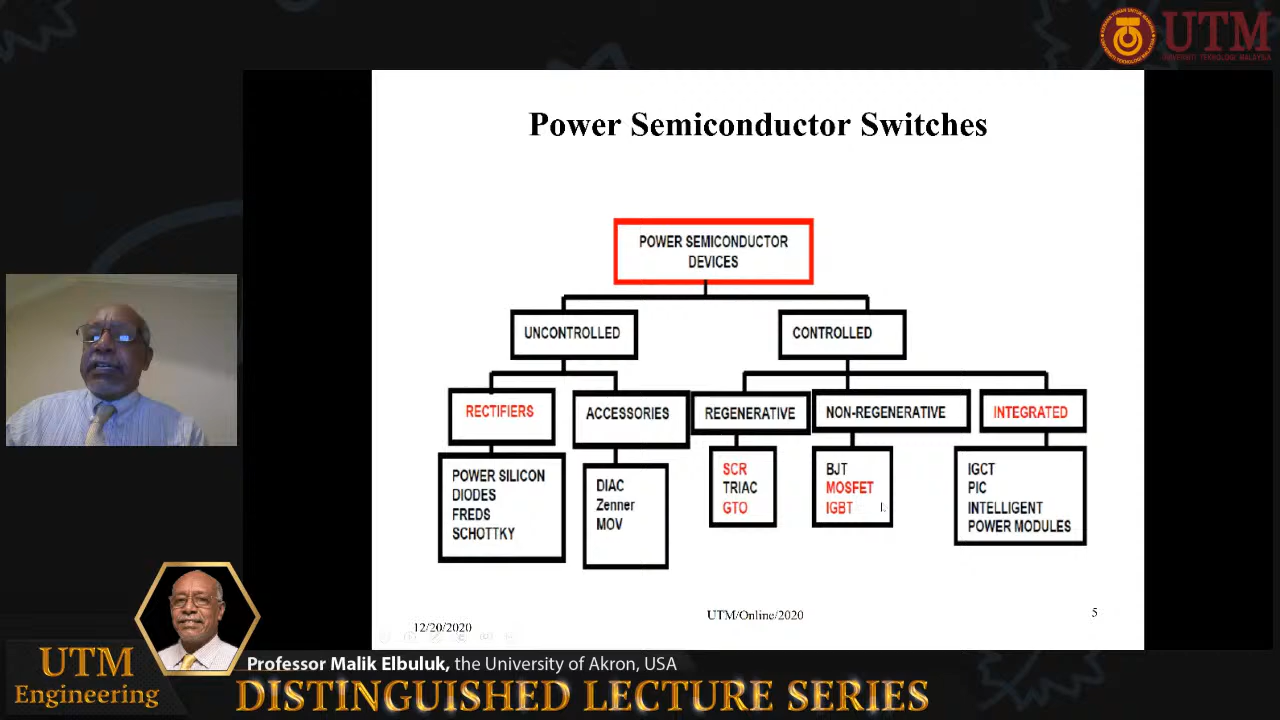 UTM
UNIVERSITI TEKNOLOGI MALAYSIA
Power Semiconductor Switches
POWER SEMICONDUCTOR
DEVICES
UNCONTROLLED
CONTROLLED
RECTIFIERS
ACCESSORIES
REGENERATIVE
NON-REGENERATIVE
INTEGRATED
POWER SILICON
DIODES
FREDS
SCHOTTKY
DIAC
Zenner
MOV
SCR
TRIAC
GTO
BJT
MOSFET
IGBT
IGCT
PIC
INTELLIGENT
POWER MODULES
12/20/2020
UTM/Online/2020
5
UTM
Engineering
Professor Malik Elbuluk, the University of Akron, USA
DISTINGUISHED LECTURE SERIES